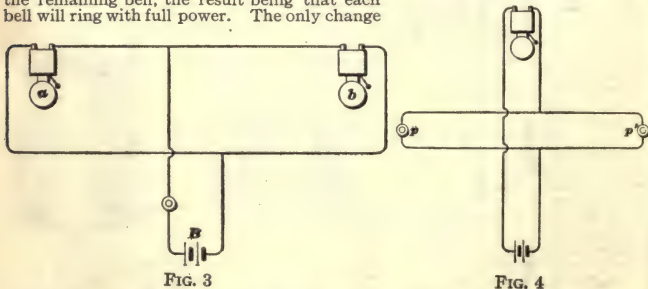 the remaining bell, the result being that each
bell will ring with full power. The only change
a
b
p
p'
B
FIG. 3
FIG. 4